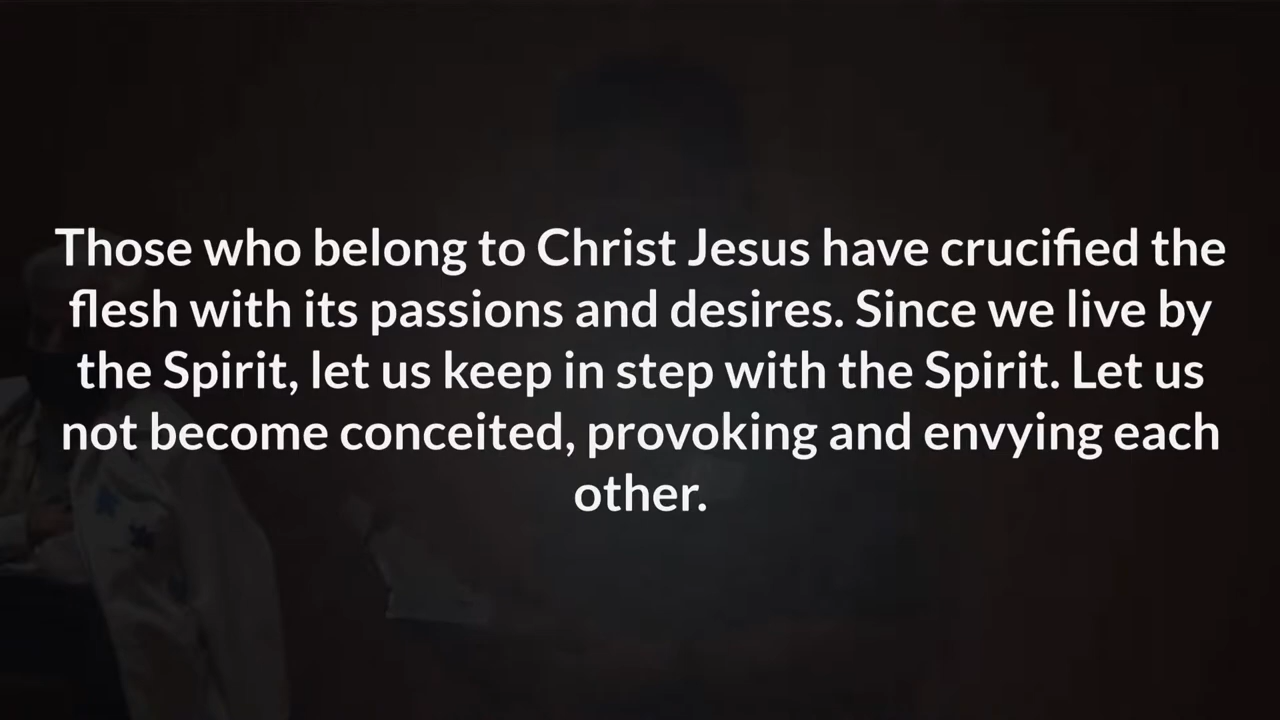 Those who belong to Christ Jesus have crucified the
flesh with its passions and desires. Since we live by
the Spirit, let us keep in step with the Spirit. Let us
not become conceited, provoking and envying each
other.